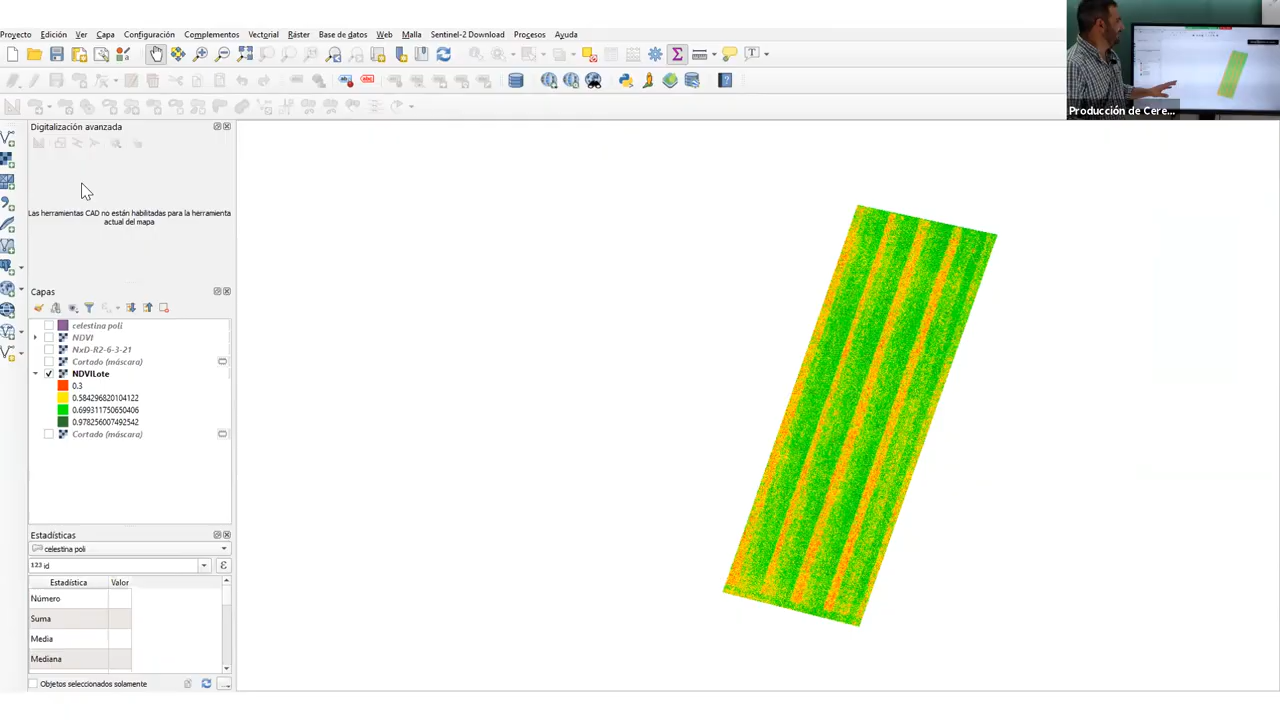 Proyecto Edición Ver Capa Configuración Complementos Vectorial Ráster Base de datos Web Malla Sentinel-2 Download Procesos Ayuda
Producción de Cere...
Digitalización avanzada
Las herramientas CAD no están habilitadas para la herramienta
actual del mapa
Capas
celestina poli
NDVI
NxD-R2-6-3-21
Cortado (máscara)
NDVILote
0.3
0.584296820104122
0.699311750650406
0.978256007492542
Cortado (máscara)
Estadísticas
celestina poli
123 id
Estadística Valor
Número
Suma
Media
Mediana
Objetos seleccionados solamente